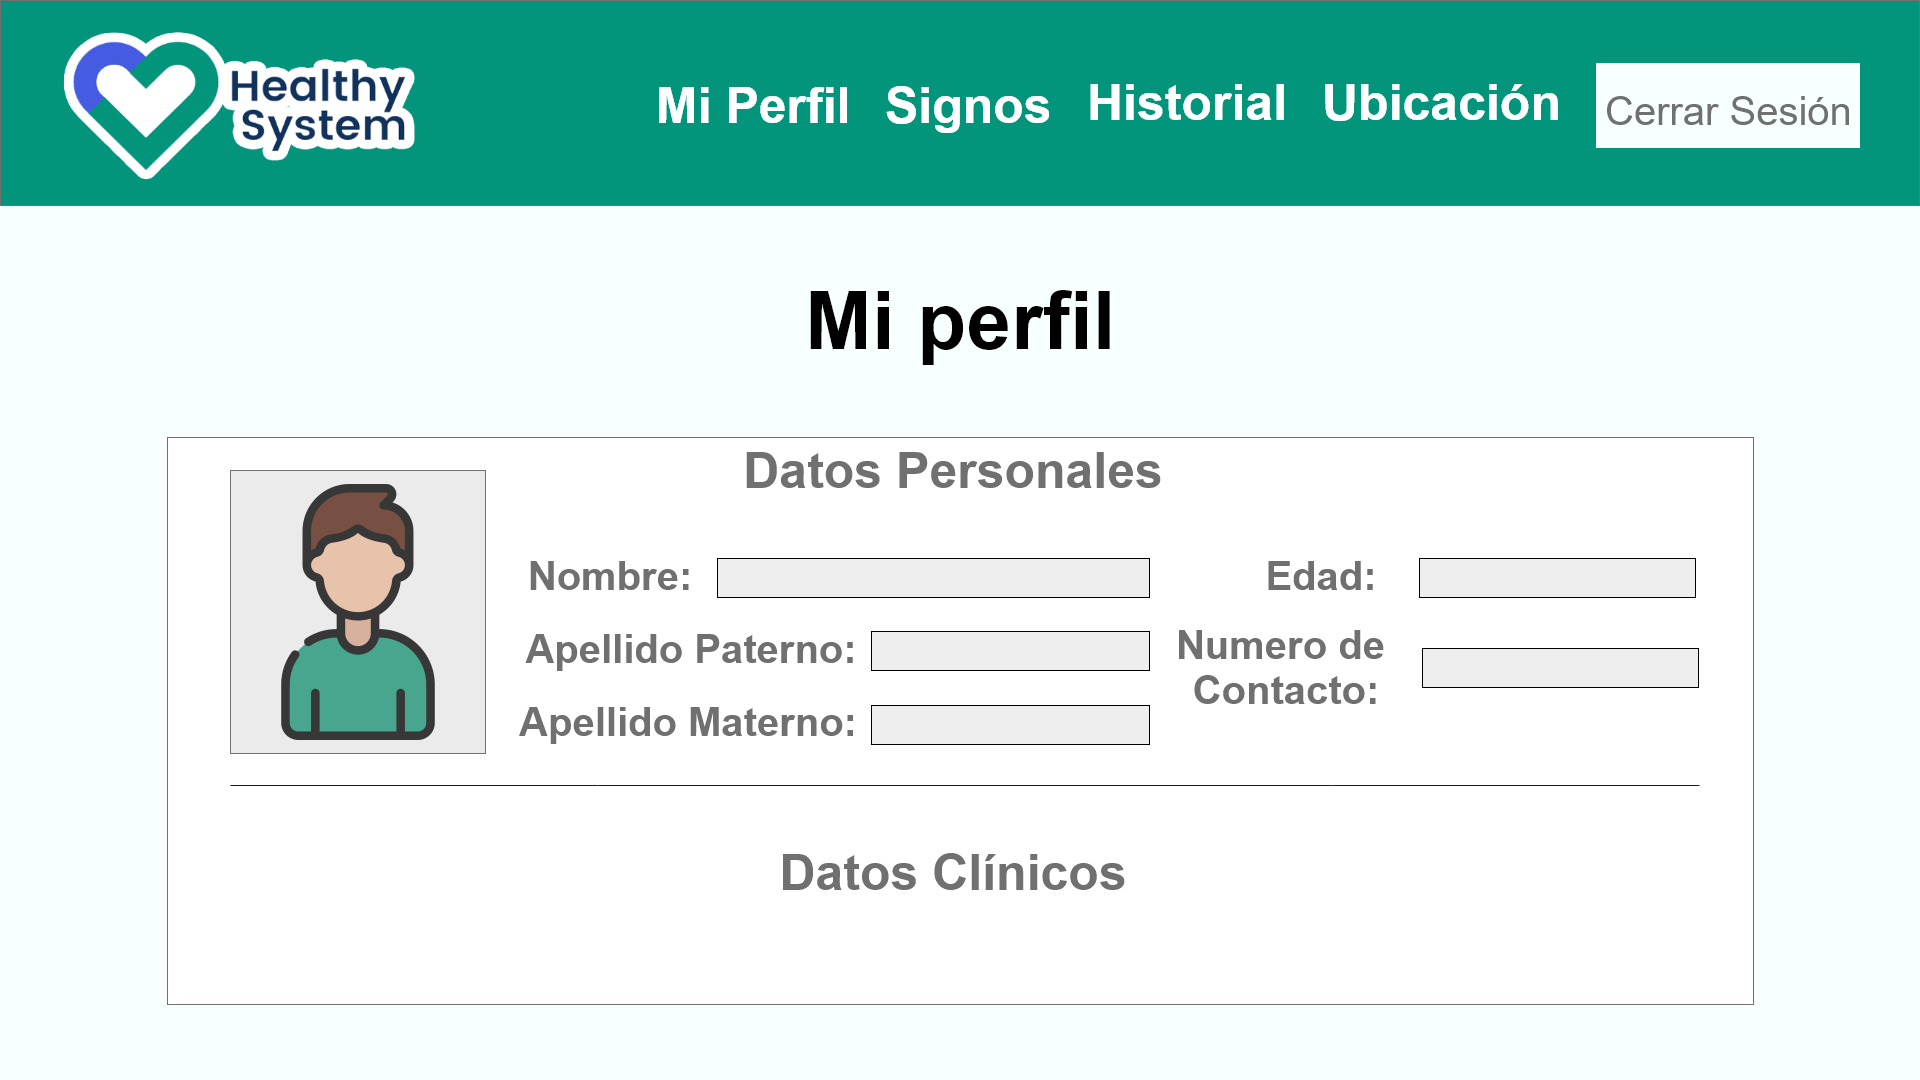 Healthy
System
Mi Perfil
Signos
Historial
Ubicación
Cerrar Sesión
Mi perfil
Datos Personales
Nombre:
Edad:
Apellido Paterno:
Numero de
Contacto:
Apellido Materno:
Datos Clínicos